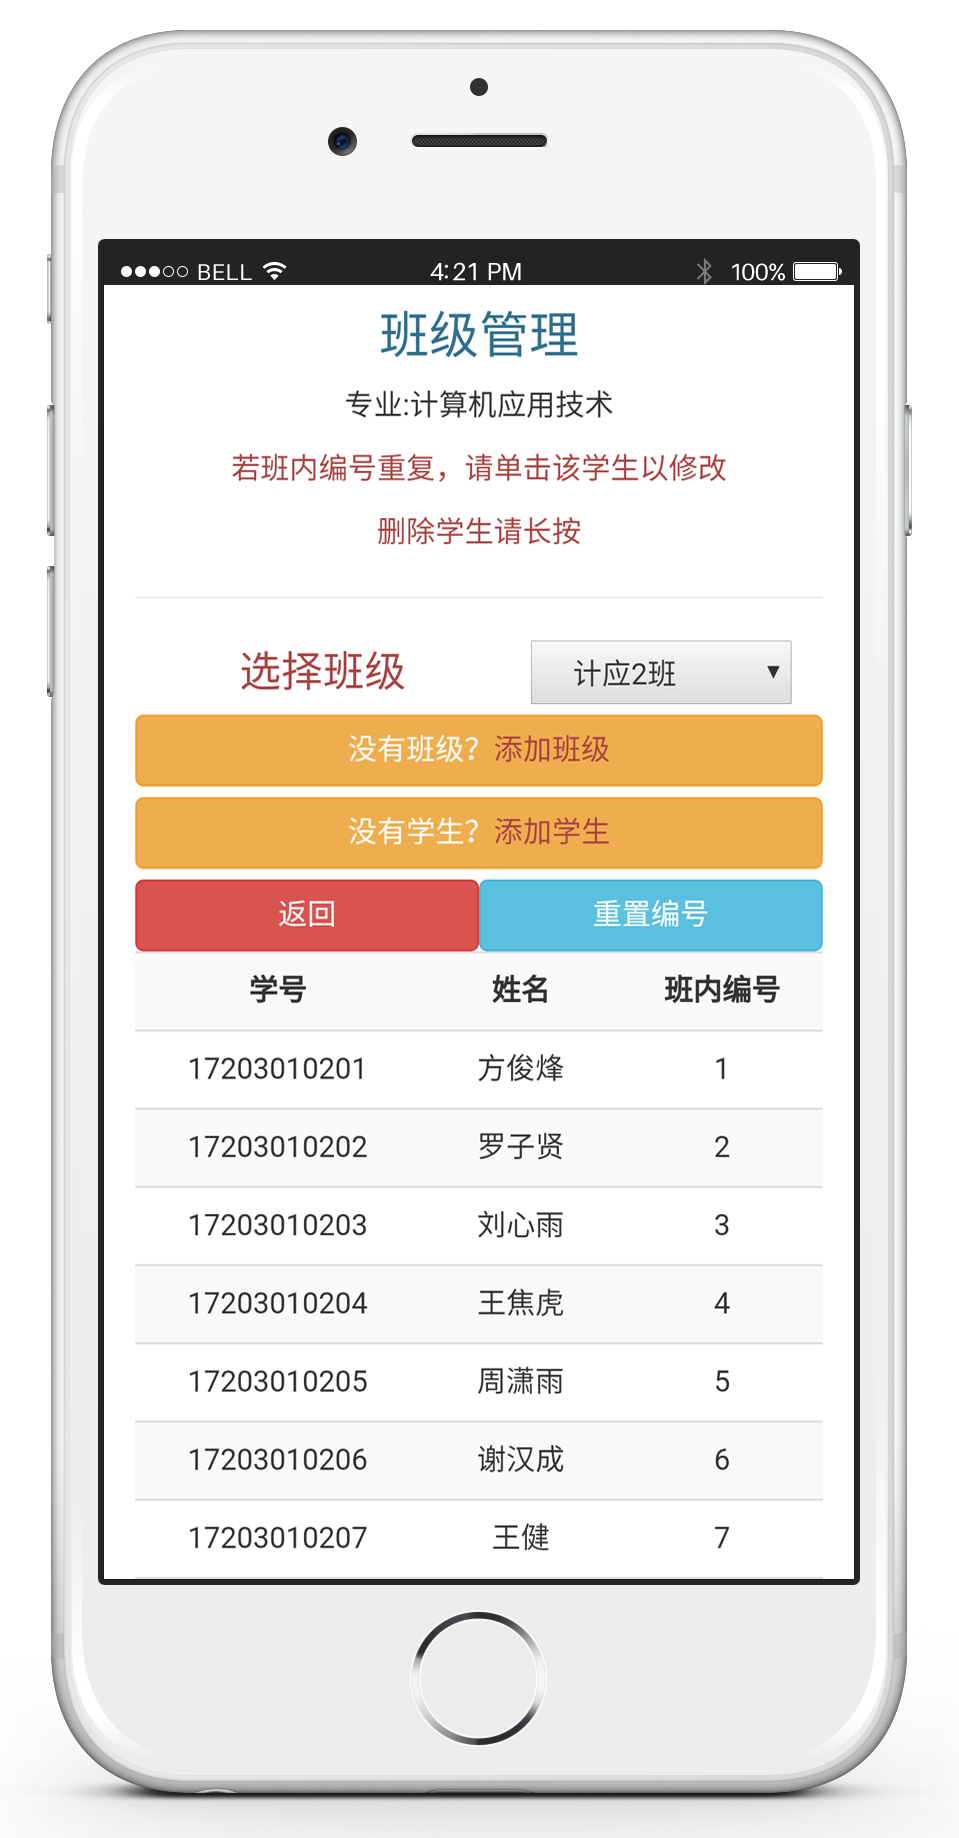 BELL 4:21 PM 100%
班级管理
专业:计算机应用技术
若班内编号重复，请单击该学生以修改
删除学生请长按
选择班级 计应2班
没有班级？添加班级
没有学生？添加学生
返回 重置编号
学号 姓名 班内编号
17203010201 方俊烽 1
17203010202 罗子贤 2
17203010203 刘心雨 3
17203010204 王焦虎 4
17203010205 周潇雨 5
17203010206 谢汉成 6
17203010207 王健 7